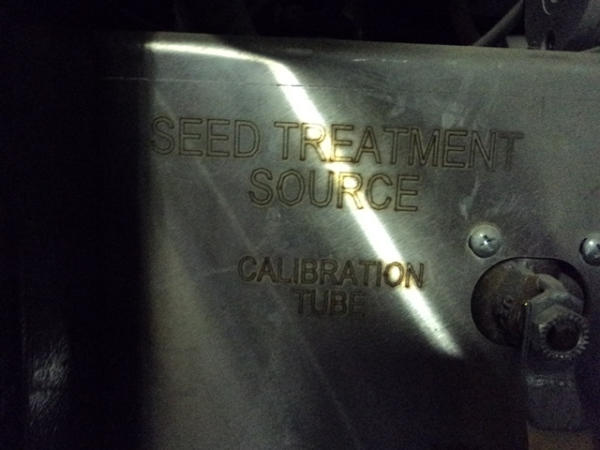 SEED TREATMENT
SOURCE
CALIBRATION
TUBE